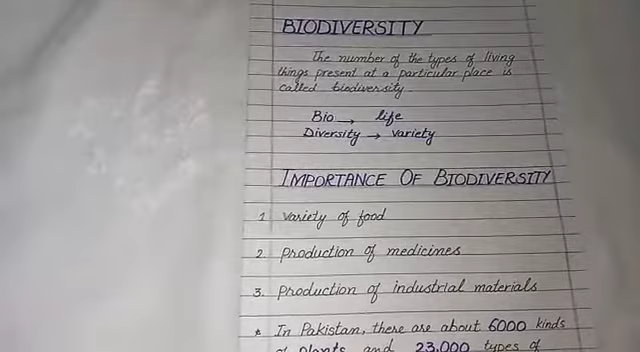 BIODIVERSITY
The number of the types of living
things present at a particular place is
called biodiversity.
Bio → life
Diversity → variety
IMPORTANCE OF BIODIVERSITY
1 variety of food
2. Production of medicines
3. Production of industrial materials
* In Pakistan, there are about 6000 kinds
of plants and 23,000 types of